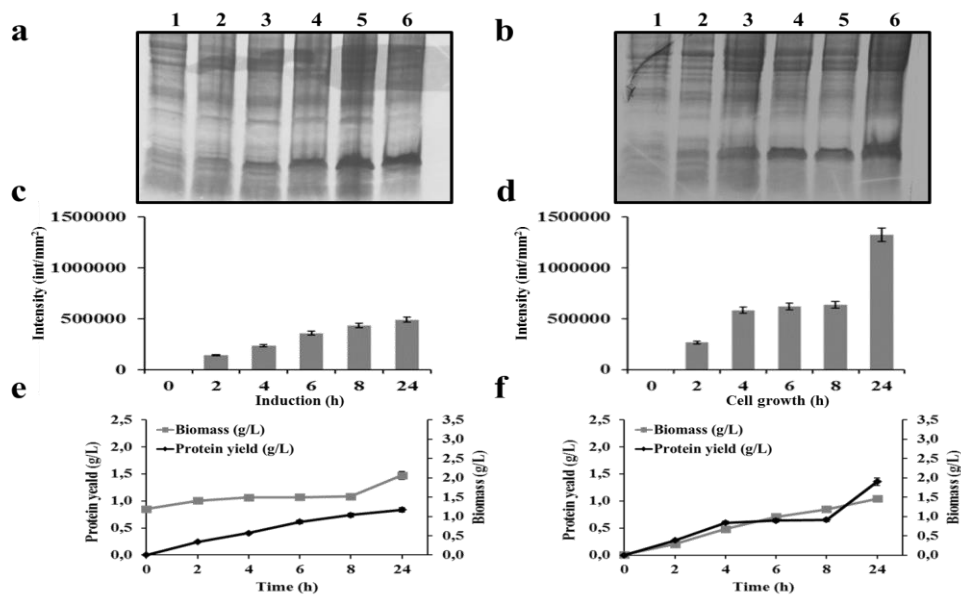 a
1 2 3 4 5 6
b
1 2 3 4 5 6
c
Intensity (int/mm²)
1500000
1000000
500000
0
0 2 4 6 8 24
Induction (h)
d
Intensity (int/mm²)
1500000
1000000
500000
0
0 2 4 6 8 24
Cell growth (h)
e
Protein yeald (g/L)
2,5
2,0
1,5
1,0
0,5
0,0
Biomass (g/L)
Protein yield (g/L)
3,5
3,0
2,5
2,0
1,5
1,0
0,5
0,0
Biomass (g/L)
0 2 4 6 8 24
Time (h)
f
Protein yeald (g/L)
2,5
2,0
1,5
1,0
0,5
0,0
Biomass (g/L)
Protein yield (g/L)
3,5
3,0
2,5
2,0
1,5
1,0
0,5
0,0
Biomass (g/L)
0 2 4 6 8 24
Time (h)